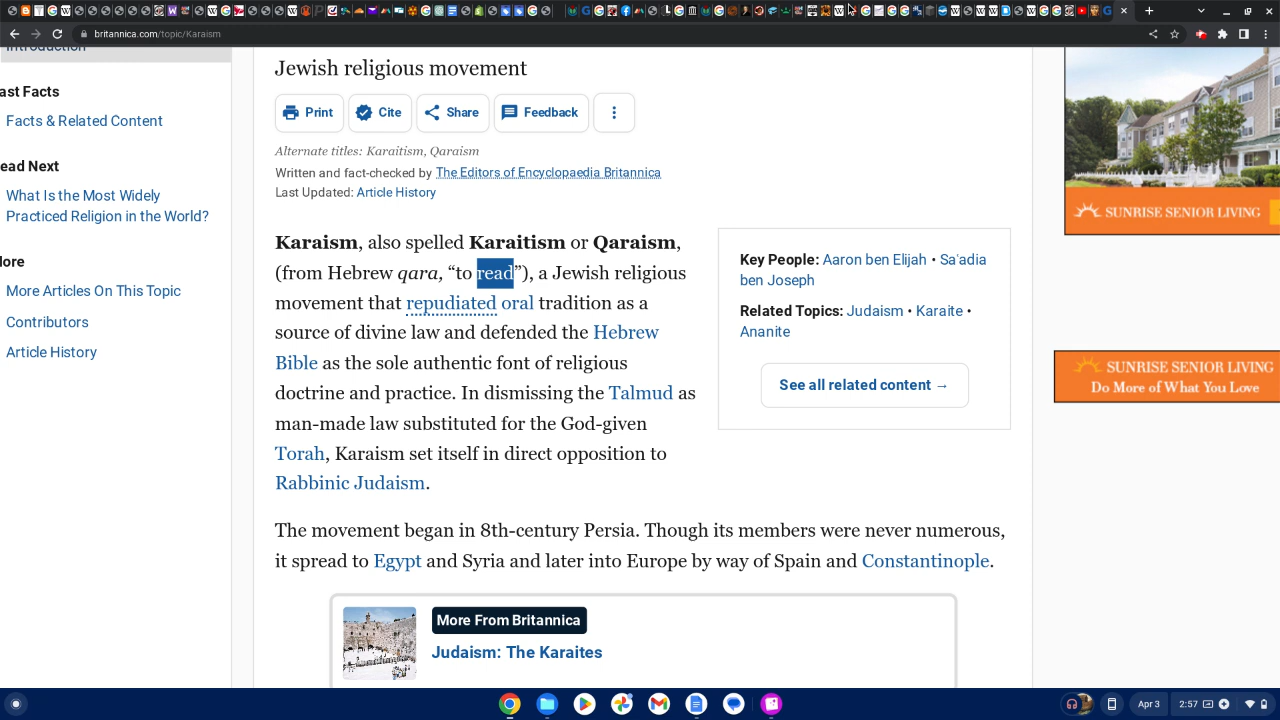 britannica.com/topic/Karaism
Introduction
ast Facts
Facts & Related Content
ead Next
What Is the Most Widely
Practiced Religion in the World?
ore
More Articles On This Topic
Contributors
Article History
Jewish religious movement
Print
Cite
Share
Feedback
Alternate titles: Karaitism, Qaraism
Written and fact-checked by The Editors of Encyclopaedia Britannica
Last Updated: Article History
Karaism, also spelled Karaitism or Qaraism,
(from Hebrew qara, “to read”), a Jewish religious
movement that repudiated oral tradition as a
source of divine law and defended the Hebrew
Bible as the sole authentic font of religious
doctrine and practice. In dismissing the Talmud as
man-made law substituted for the God-given
Torah, Karaism set itself in direct opposition to
Rabbinic Judaism.
Key People: Aaron ben Elijah • Saʿadia
ben Joseph
Related Topics: Judaism • Karaite •
Ananite
See all related content →
The movement began in 8th-century Persia. Though its members were never numerous,
it spread to Egypt and Syria and later into Europe by way of Spain and Constantinople.
More From Britannica
Judaism: The Karaites
SUNRISE SENIOR LIVING
SUNRISE SENIOR LIVING
Do More of What You Love
Apr 3
2:57